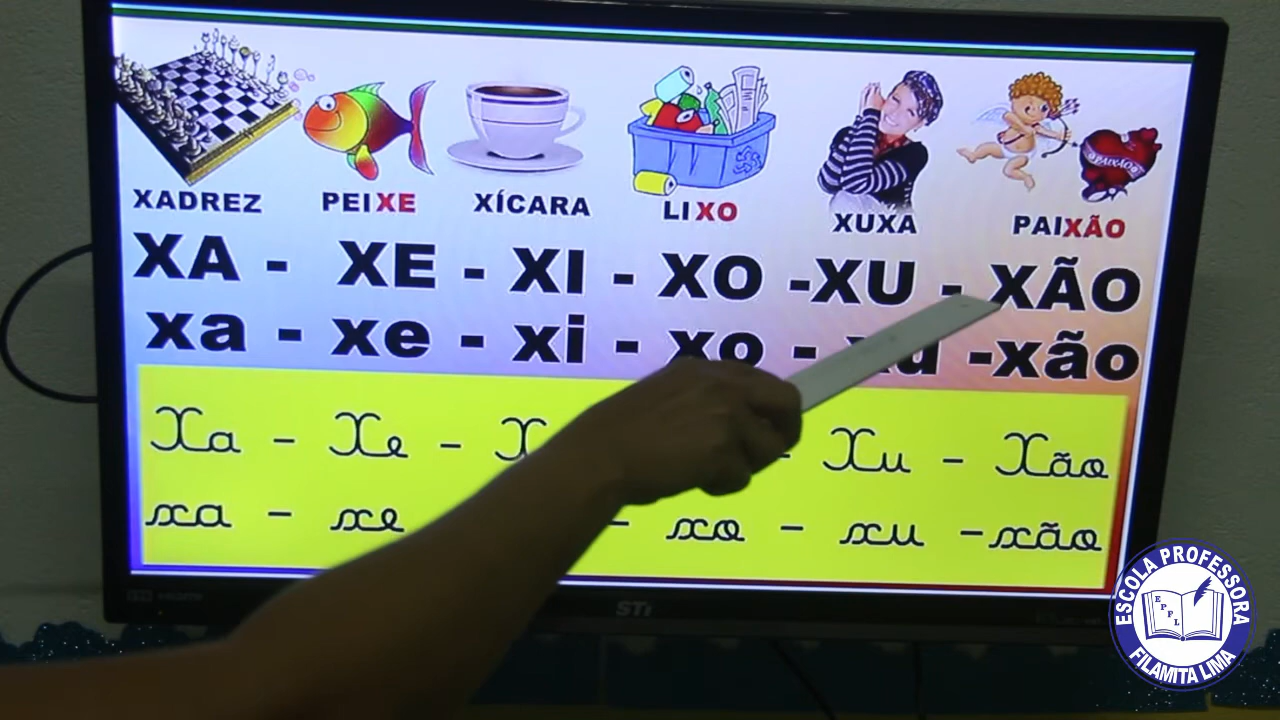 XADREZ PEIXE XÍCARA LIXO XUXA PAIXÃO
XA - XE - XI - XO -XU - XÃO
xa - xe - xi - xo - xu -xão
Xa - Xe - X - Xu - Xão
xa - xe - xo - xu -xão
STI
ESCOLA PROFESSORA
EPFL
FILAMITA LIMA